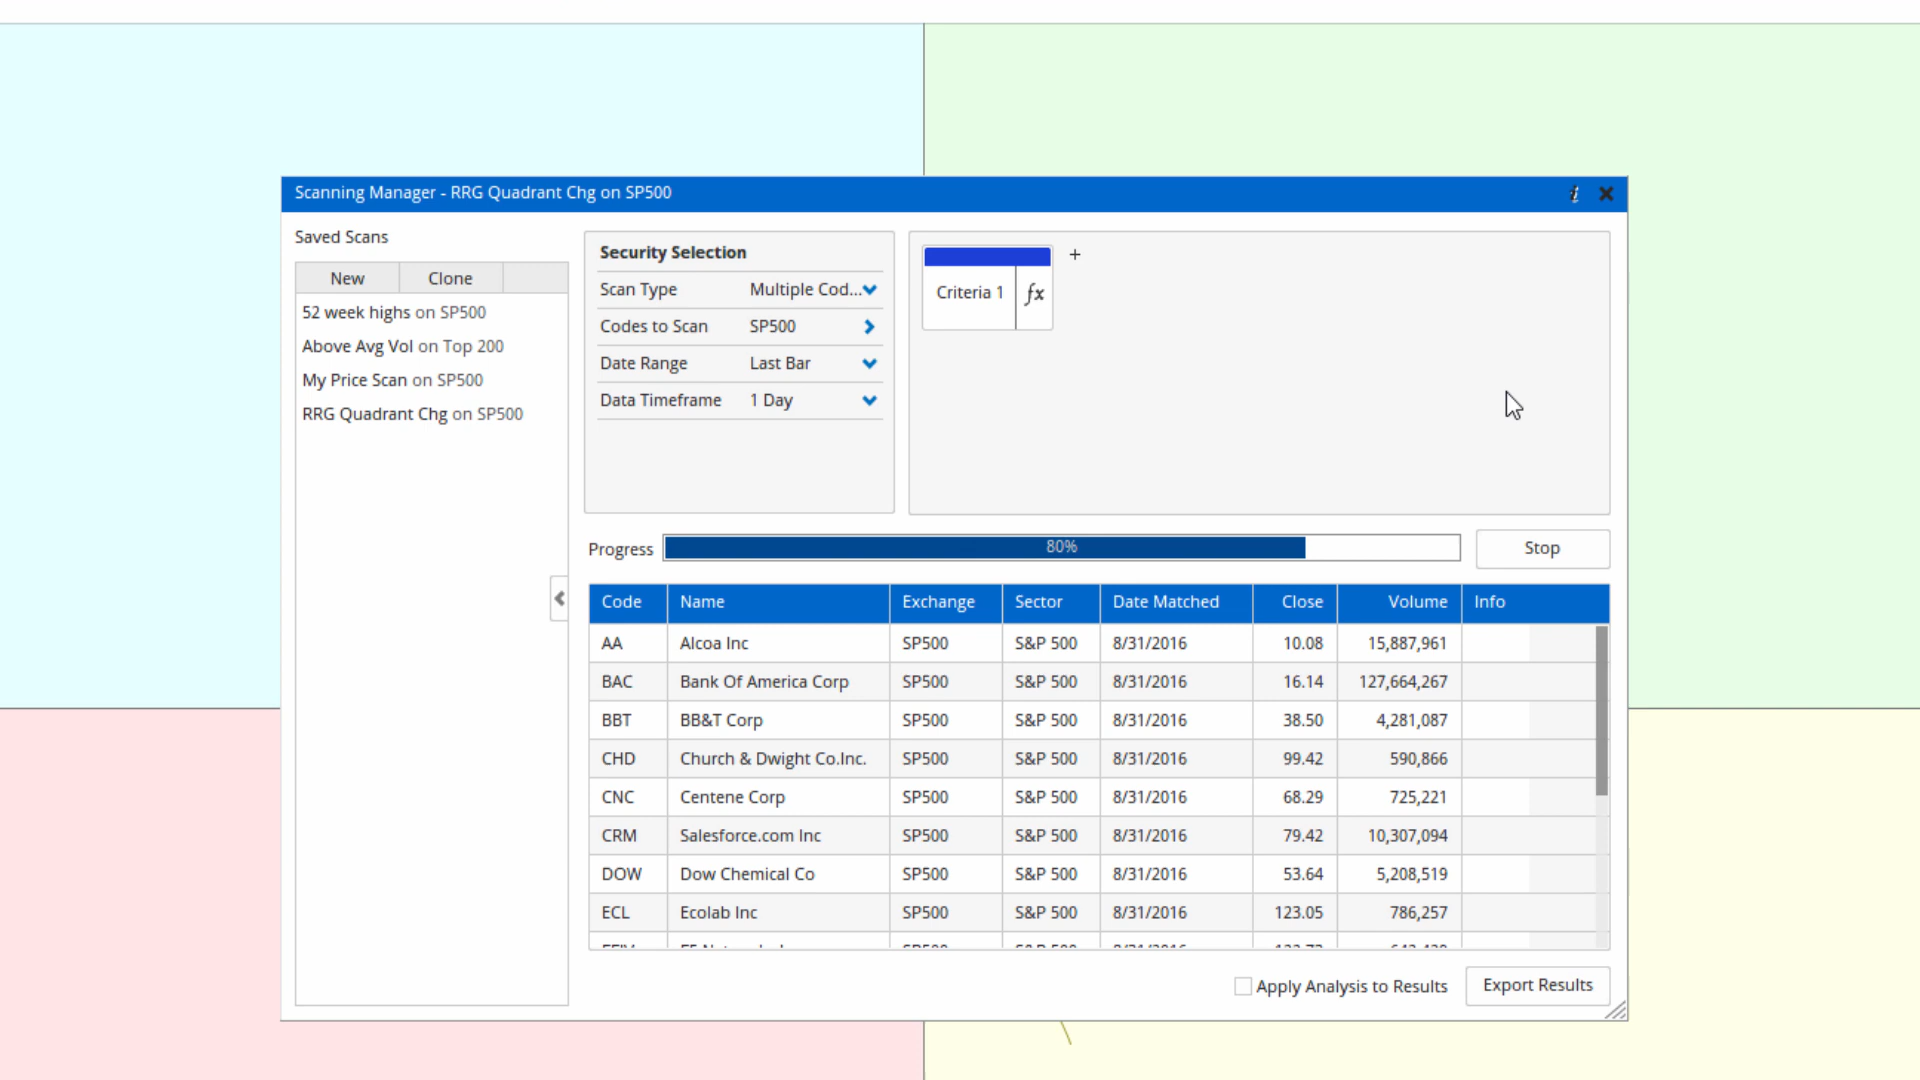 Scanning Manager - RRG Quadrant Chg on SP500
Saved Scans
New Clone
52 week highs on SP500
Above Avg Vol on Top 200
My Price Scan on SP500
RRG Quadrant Chg on SP500
Security Selection
Scan Type Multiple Cod...
Codes to Scan SP500
Date Range Last Bar
Data Timeframe 1 Day
Criteria 1 fx
+
Progress 80% Stop
Code Name Exchange Sector Date Matched Close Volume Info
AA Alcoa Inc SP500 S&P 500 8/31/2016 10.08 15,887,961
BAC Bank Of America Corp SP500 S&P 500 8/31/2016 16.14 127,664,267
BBT BB&T Corp SP500 S&P 500 8/31/2016 38.50 4,281,087
CHD Church & Dwight Co.Inc. SP500 S&P 500 8/31/2016 99.42 590,866
CNC Centene Corp SP500 S&P 500 8/31/2016 68.29 725,221
CRM Salesforce.com Inc SP500 S&P 500 8/31/2016 79.42 10,307,094
DOW Dow Chemical Co SP500 S&P 500 8/31/2016 53.64 5,208,519
ECL Ecolab Inc SP500 S&P 500 8/31/2016 123.05 786,257
Apply Analysis to Results Export Results